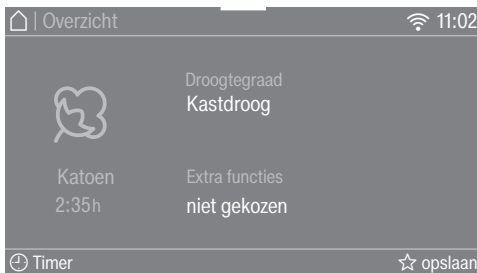 | Overzicht 11:02
Droogtegraad
Kastdroog
Katoen
2:35h
Extra functies
niet gekozen
Timer opslaan